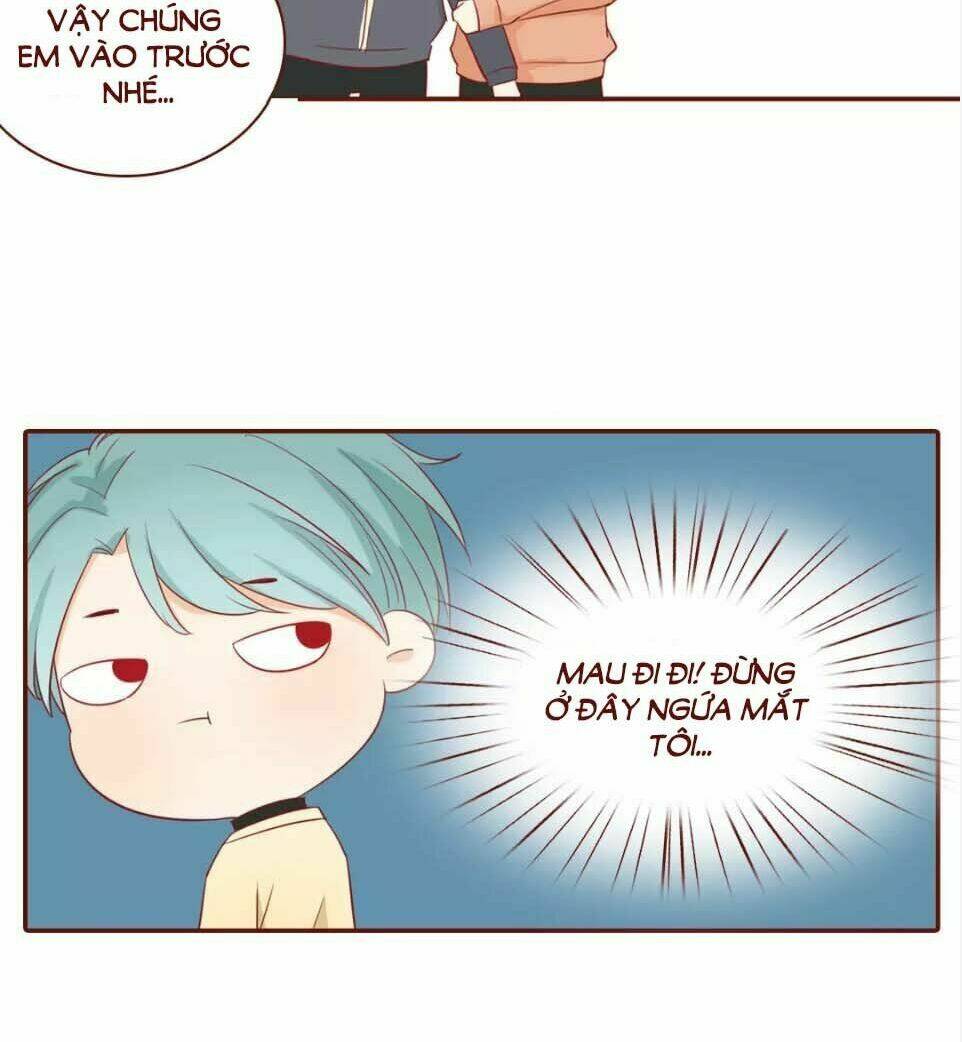 VẬY CHÚNG
EM VÀO TRƯỚC
NHÉ...
MAU ĐI ĐI! ĐỪNG
Ở ĐÂY NGỨA MẮT
TÔI...